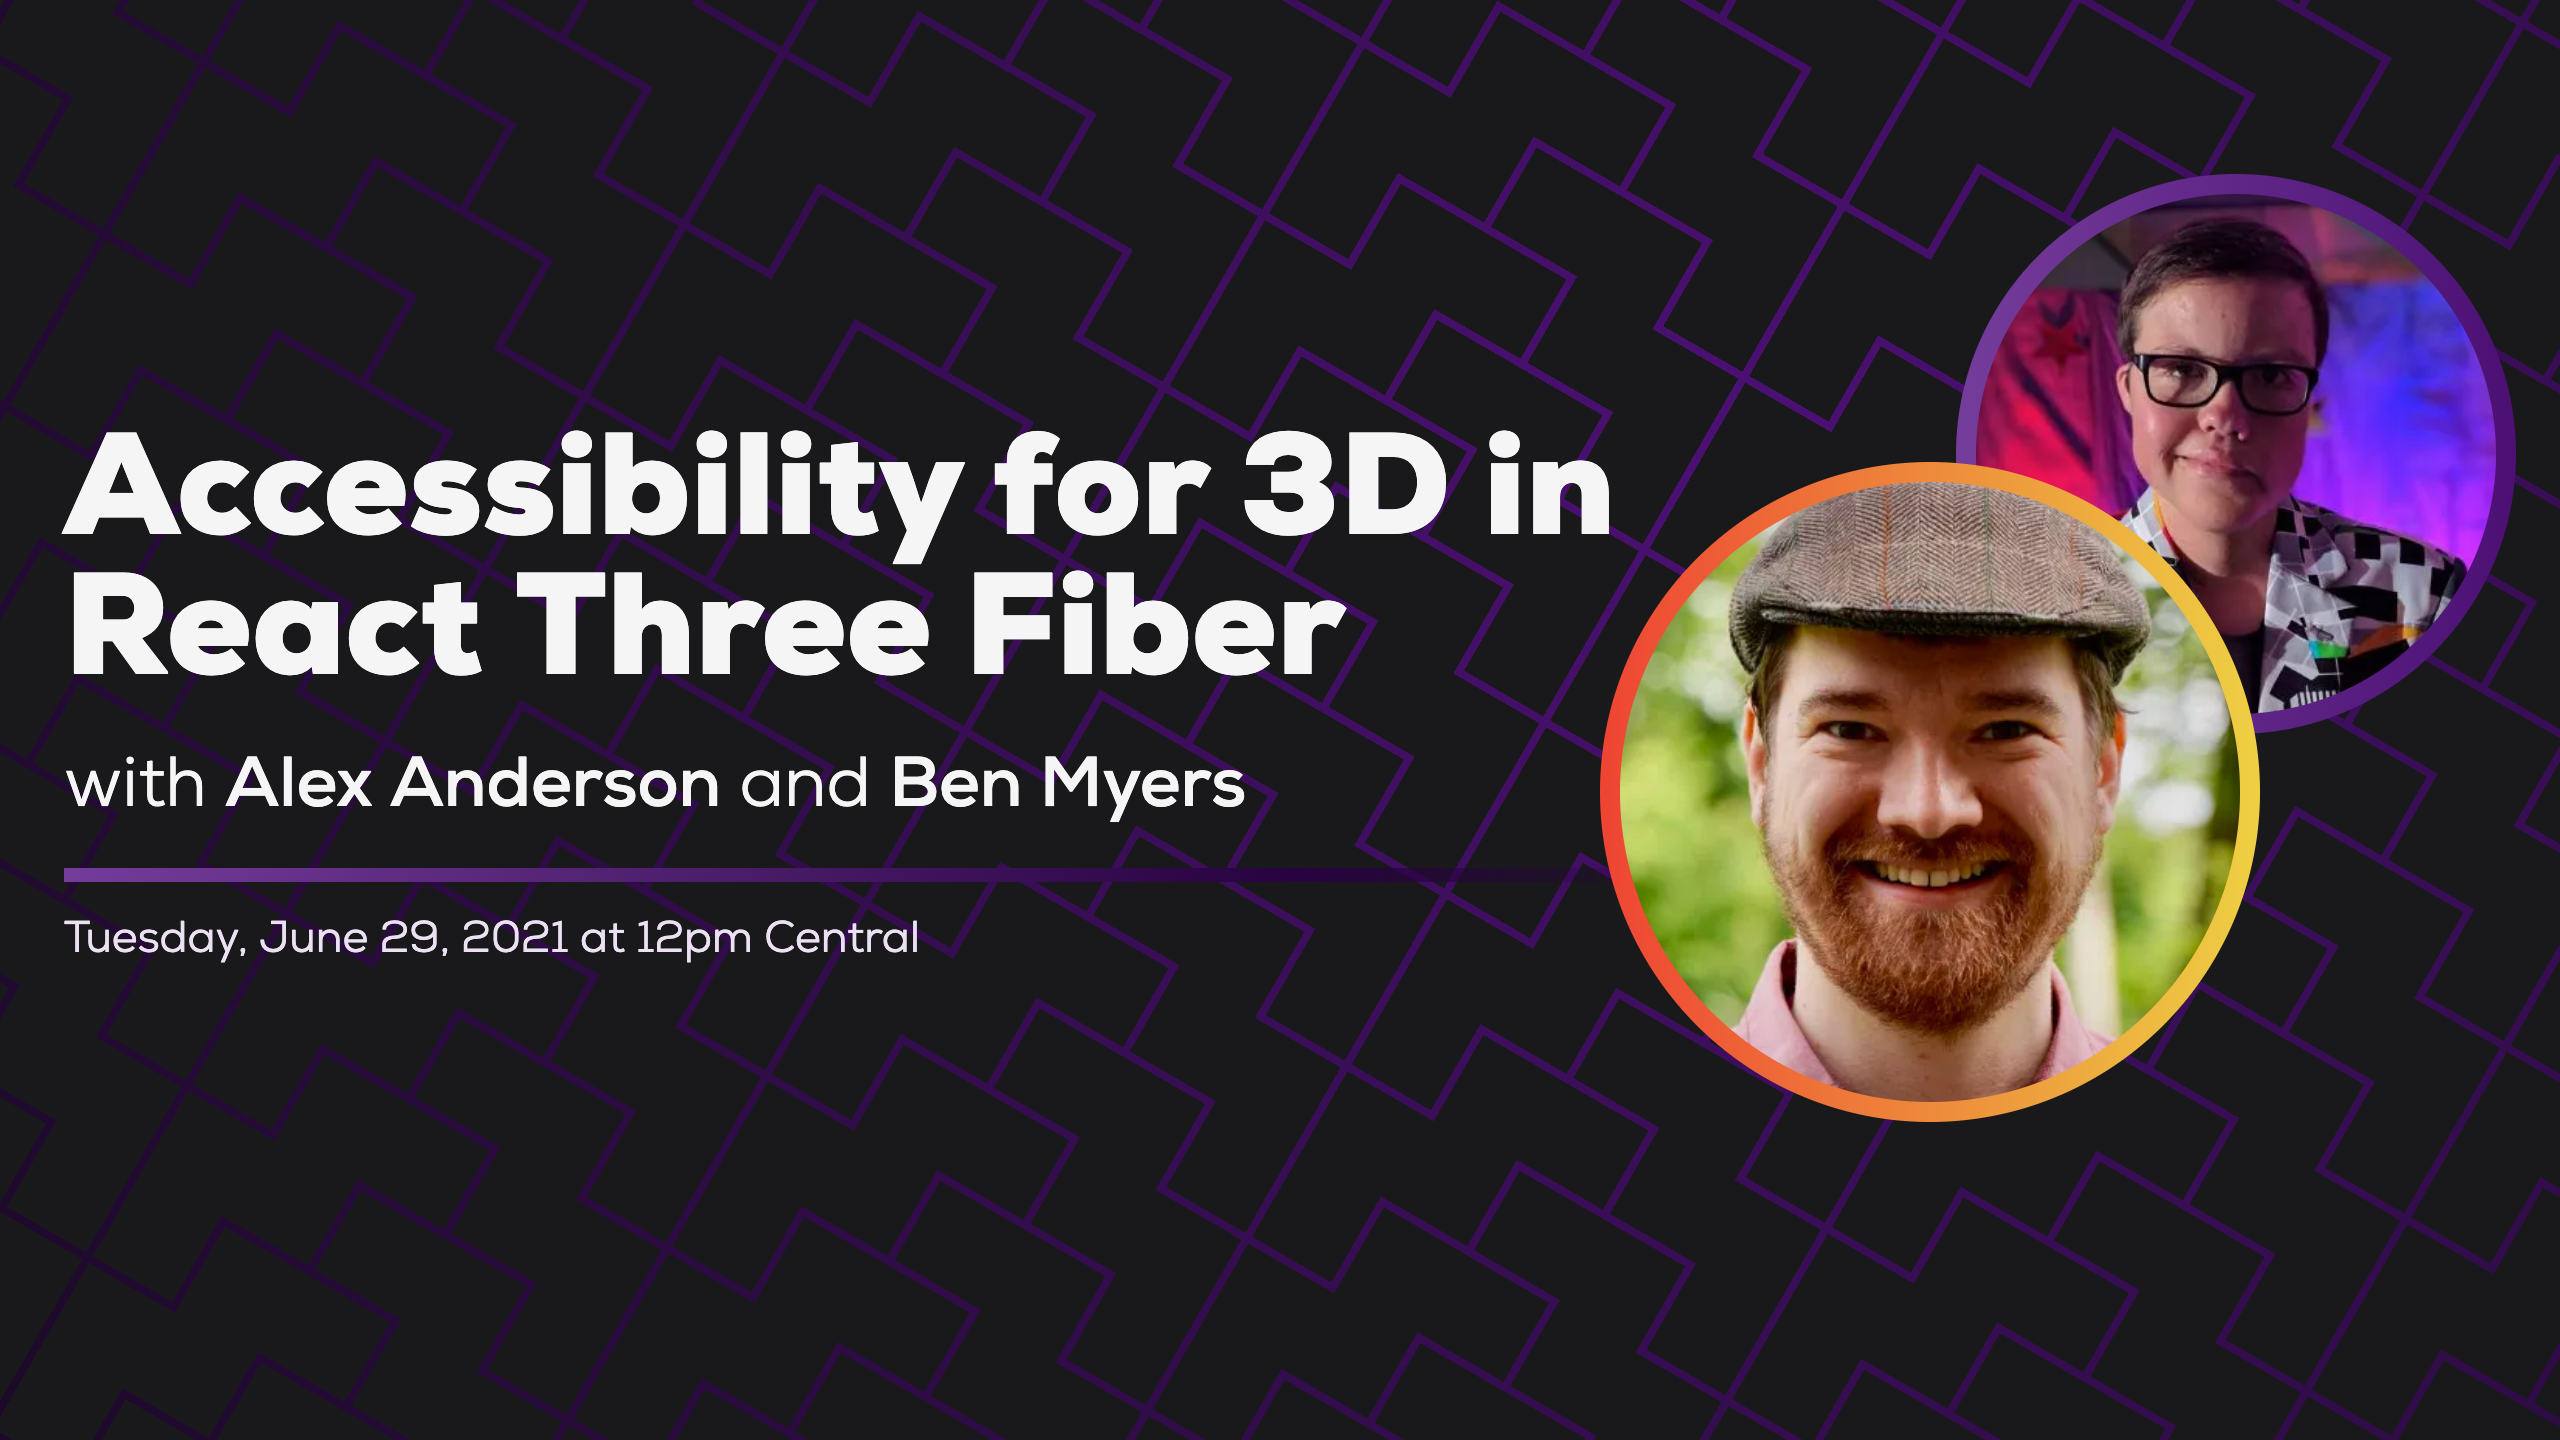 Accessibility for 3D in
React Three Fiber
with Alex Anderson and Ben Myers
Tuesday, June 29, 2021 at 12pm Central